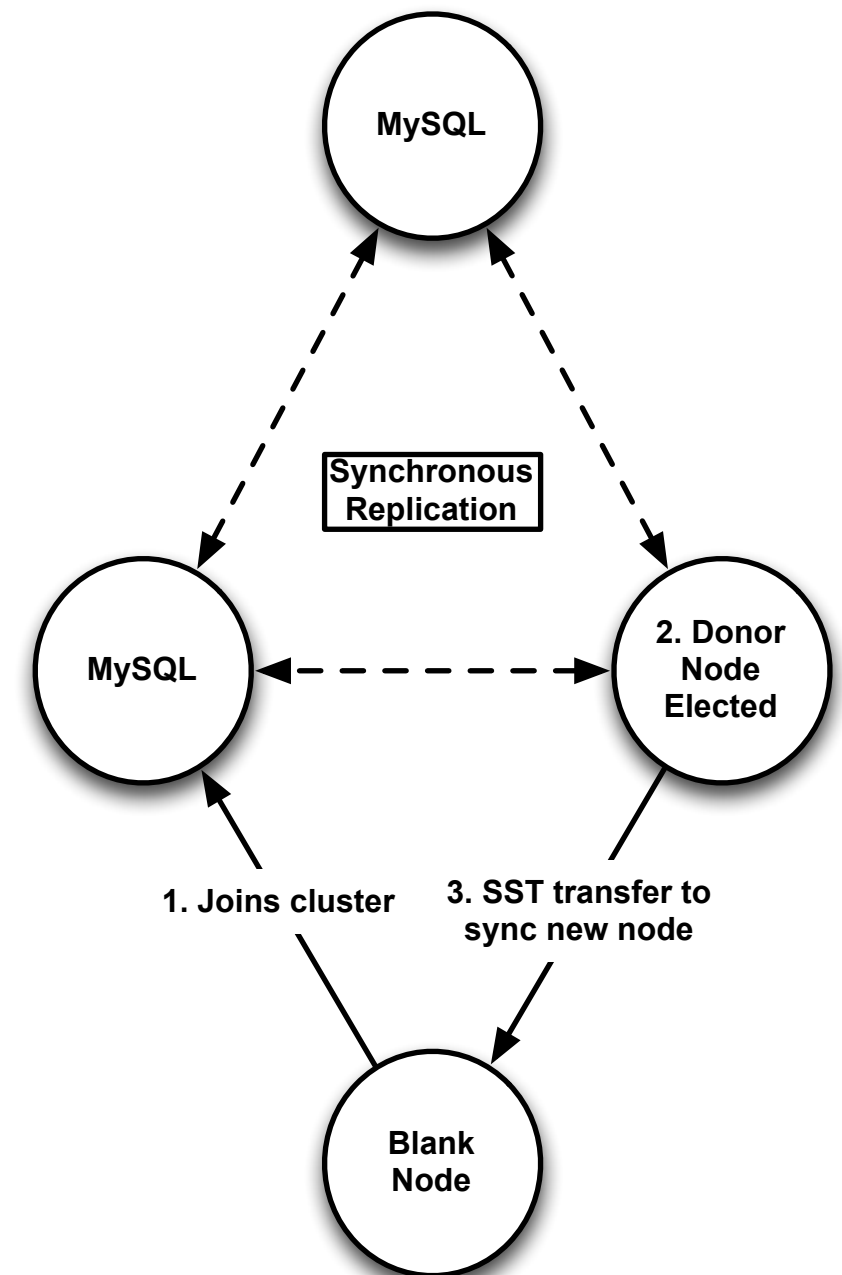 MySQL
Synchronous
Replication
MySQL
2. Donor
Node
Elected
1. Joins cluster
3. SST transfer to
sync new node
Blank
Node